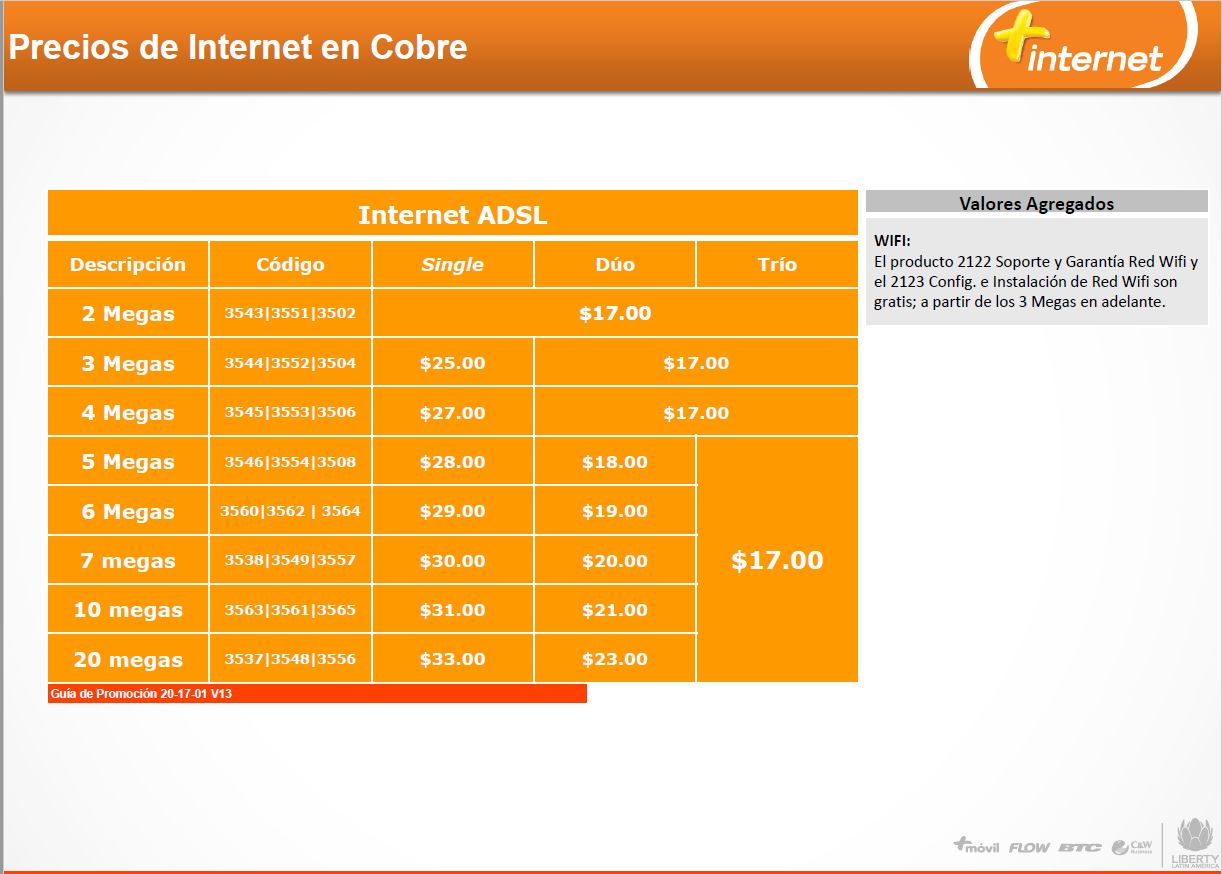 Precios de Internet en Cobre
+internet
Internet ADSL
Valores Agregados
Descripción Código Single Dúo Trío
WIFI:
El producto 2122 Soporte y Garantía Red Wifi y
el 2123 Config. e Instalación de Red Wifi son
gratis; a partir de los 3 Megas en adelante.
2 Megas 3543|3551|3502 $17.00
3 Megas 3544|3552|3504 $25.00 $17.00
4 Megas 3545|3553|3506 $27.00 $17.00
5 Megas 3546|3554|3508 $28.00 $18.00
6 Megas 3560|3562 | 3564 $29.00 $19.00
7 megas 3538|3549|3557 $30.00 $20.00 $17.00
10 megas 3563|3561|3565 $31.00 $21.00
20 megas 3537|3548|3556 $33.00 $23.00
Guía de Promoción 20-17-01 V13
+móvil FLOW BTC C&W
Business
LIBERTY
LATIN AMERICA